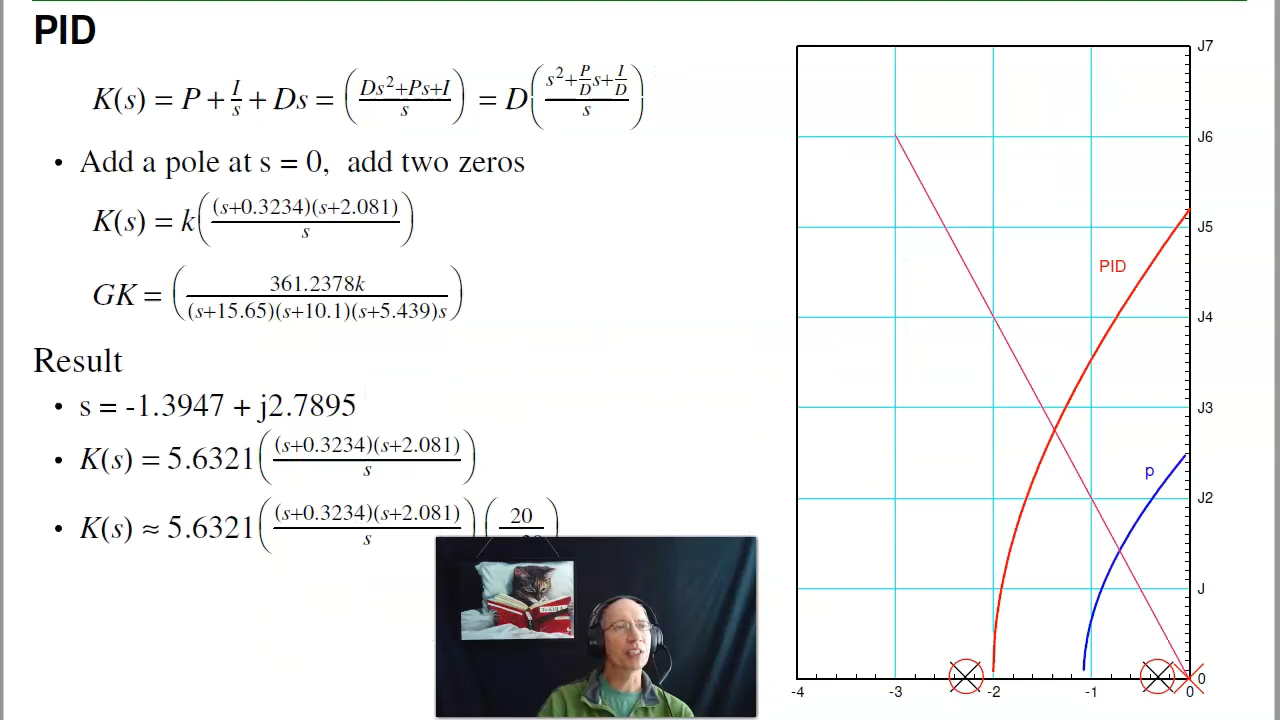 PID
K(s) = P + I/s + Ds = ((Ds²+Ps+I)/s) = D((s²+(P/D)s+(I/D))/s)
• Add a pole at s = 0, add two zeros
K(s) = k(((s+0.3234)(s+2.081))/s)
GK = (361.2378k/((s+15.65)(s+10.1)(s+5.439)s))
Result
• s = -1.3947 + j2.7895
• K(s) = 5.6321(((s+0.3234)(s+2.081))/s)
• K(s) ≈ 5.6321(((s+0.3234)(s+2.081))/s)(20
J7
J6
J5
PID
J4
J3
p
J2
J
0
-4 -3 -2 -1 0